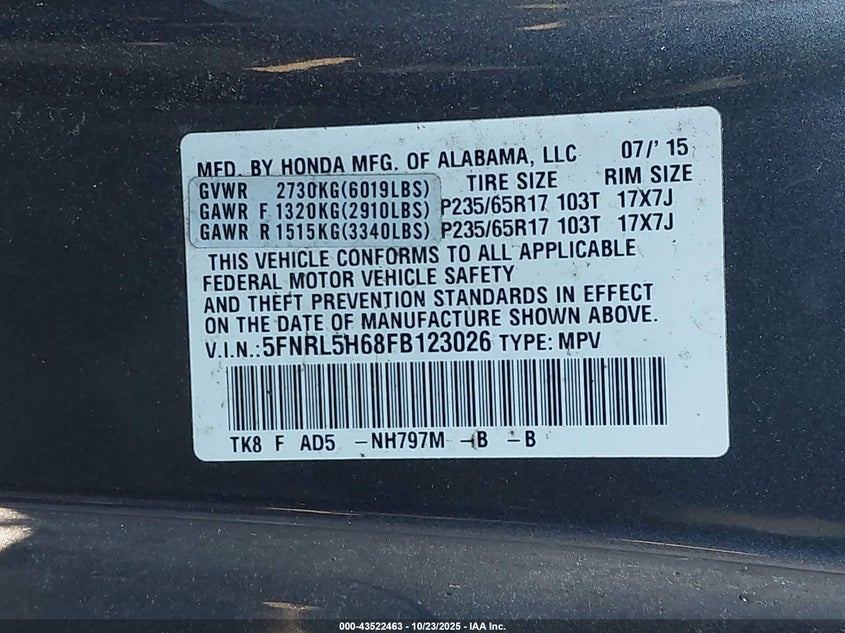 MFD. BY HONDA MFG. OF ALABAMA, LLC 07/'15
GVWR 2730KG(6019LBS) TIRE SIZE RIM SIZE
GAWR F 1320KG(2910LBS) P235/65R17 103T 17X7J
GAWR R 1515KG(3340LBS) P235/65R17 103T 17X7J
THIS VEHICLE CONFORMS TO ALL APPLICABLE
FEDERAL MOTOR VEHICLE SAFETY
AND THEFT PREVENTION STANDARDS IN EFFECT
ON THE DATE OF MANUFACTURE SHOWN ABOVE.
V.I.N.:5FNRL5H68FB123026 TYPE: MPV
TK8 F AD5 -NH797M -B -B
000-43522463 - 10/23/2025 - IAA Inc.